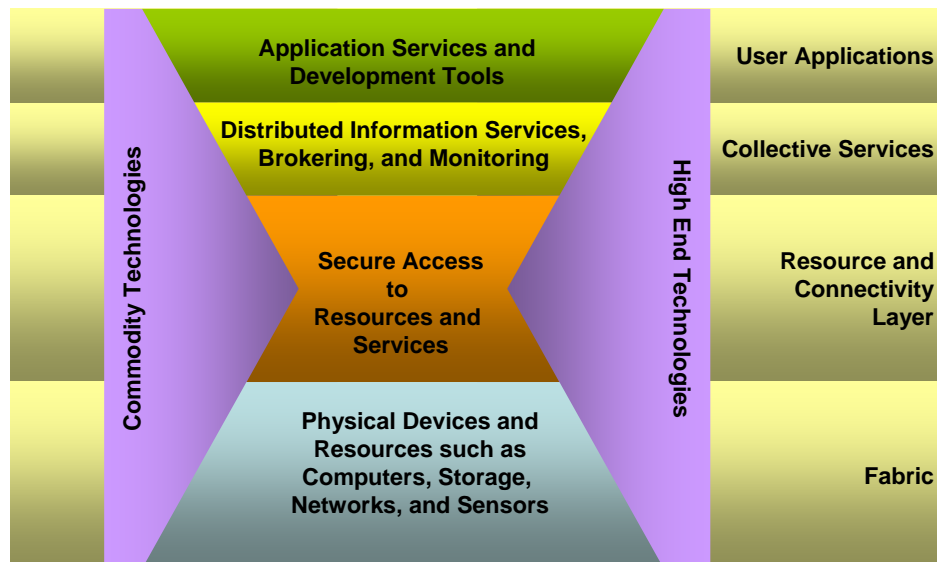 Application Services and
Development Tools
User Applications
Distributed Information Services,
Brokering, and Monitoring
Collective Services
Commodity Technologies
High End Technologies
Secure Access
to
Resources and
Services
Resource and
Connectivity
Layer
Physical Devices and
Resources such as
Computers, Storage,
Networks, and Sensors
Fabric